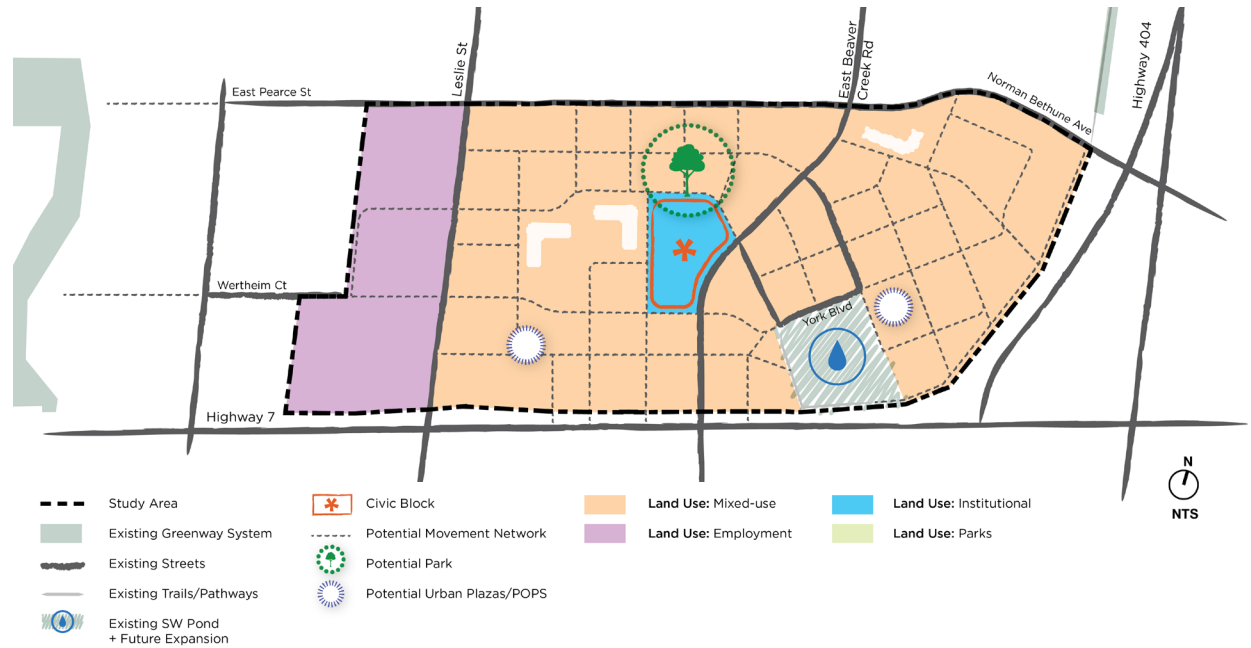 Leslie St
East Beaver
Creek Rd
Highway 404
East Pearce St
Norman Bethune Ave
Wertheim Ct
York Blvd
Highway 7
N
NTS
Study Area
Existing Greenway System
Existing Streets
Existing Trails/Pathways
Existing SW Pond
+ Future Expansion
Civic Block
Potential Movement Network
Potential Park
Potential Urban Plazas/POPS
Land Use: Mixed-use
Land Use: Employment
Land Use: Institutional
Land Use: Parks